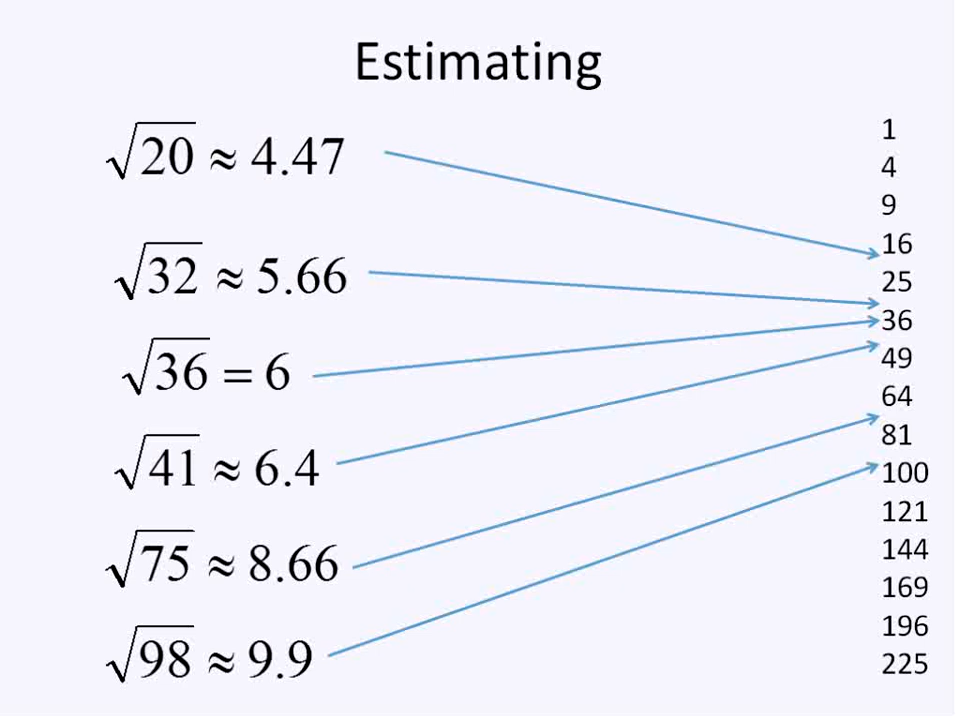 Estimating
√20 ≈ 4.47
√32 ≈ 5.66
√36 = 6
√41 ≈ 6.4
√75 ≈ 8.66
√98 ≈ 9.9
1
4
9
16
25
36
49
64
81
100
121
144
169
196
225